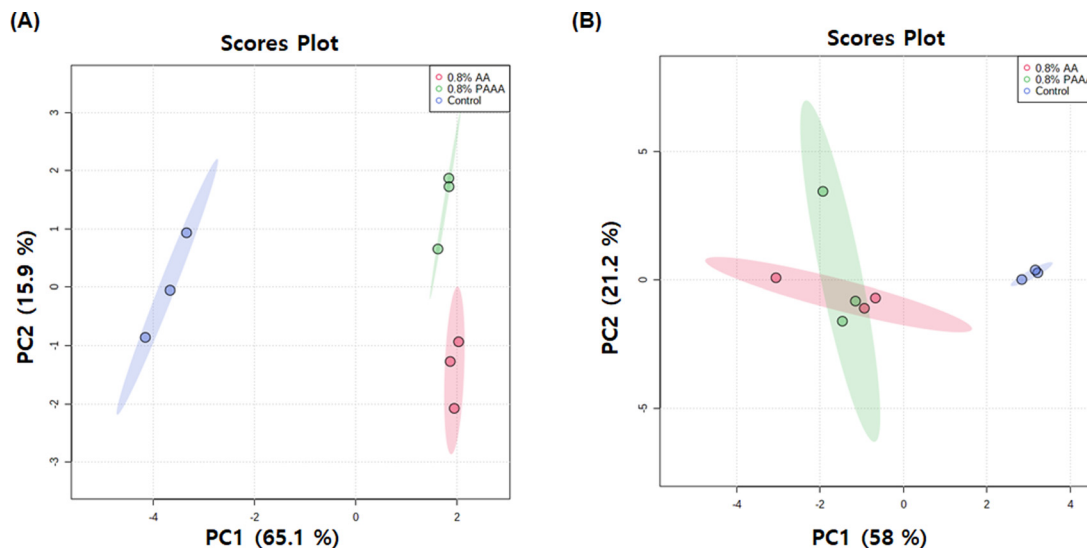 (A)
Scores Plot
0.8% AA
0.8% PAAA
Control
3
2
1
0
-1
-2
-3
PC2 (15.9 %)
-4
-2
0
2
PC1 (65.1 %)
(B)
Scores Plot
0.8% AA
0.8% PAAA
Control
5
0
-5
PC2 (21.2 %)
-4
-2
0
2
4
PC1 (58 %)